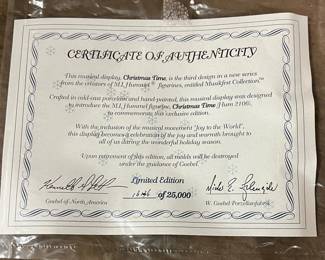 CERTIFICATE OF AUTHENTICITY
This musical display, Christmas Time, is the third design in a new series
from the creators of M.I. Hummel® figurines, entitled Musikfest Collection™
Crafted in cold-cast porcelain and hand-painted, this musical display was designed
to introduce the M.I. Hummel figurine, Christmas Time (Hum 2106),
to commemorate this exclusive edition.
With the inclusion of the musical movement "Joy to the World",
this display becomes a celebration of the joy and warmth brought to
all of us during the wonderful holiday season.
Upon retirement of this edition, all molds will be destroyed
under the guidance of Goebel.
Limited Edition
of 25,000
Goebel of North America
W. Goebel Porzellanfabrik